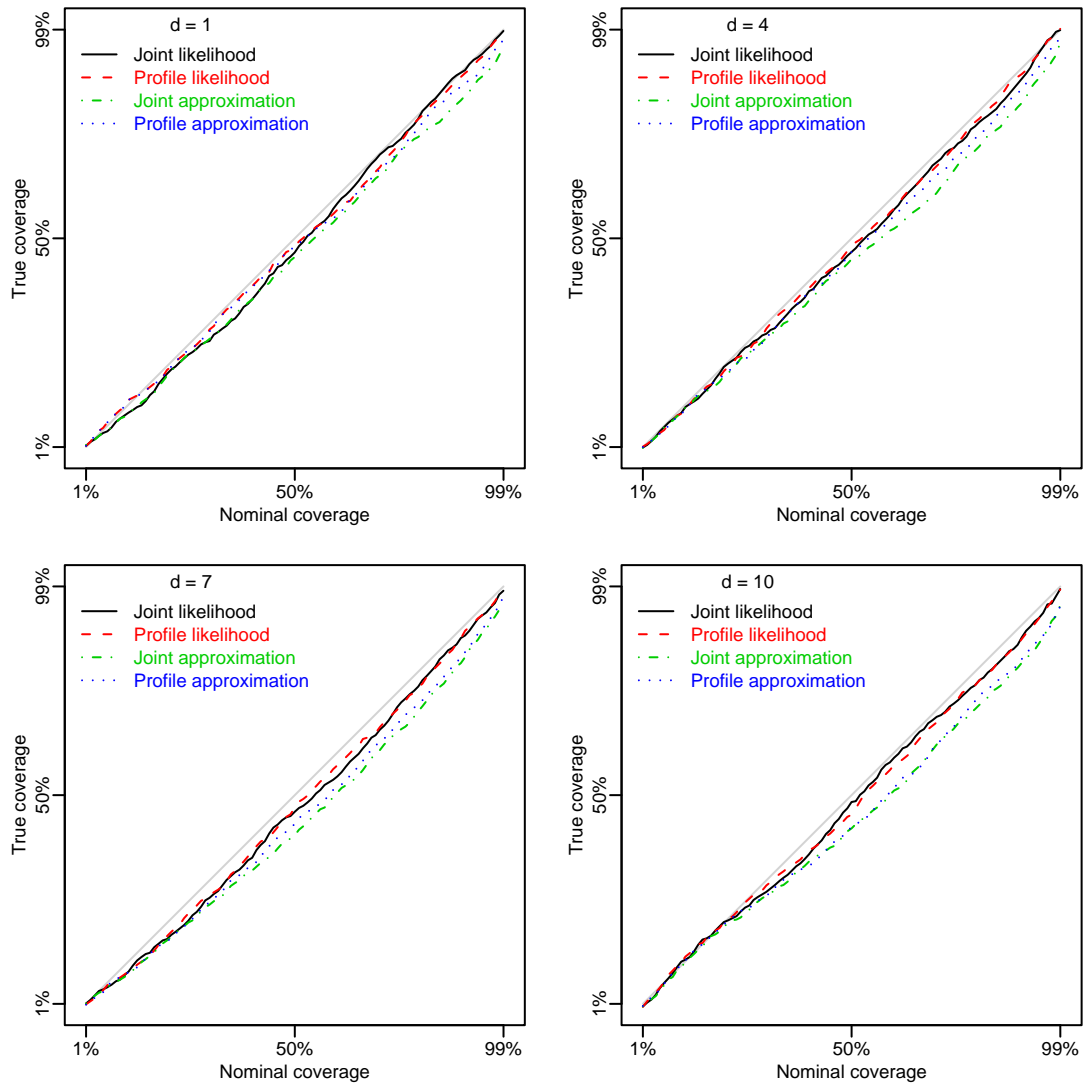 d = 1
Joint likelihood
Profile likelihood
Joint approximation
Profile approximation
99%
50%
1%
True coverage
1%
50%
99%
Nominal coverage
d = 4
Joint likelihood
Profile likelihood
Joint approximation
Profile approximation
99%
50%
1%
True coverage
1%
50%
99%
Nominal coverage
d = 7
Joint likelihood
Profile likelihood
Joint approximation
Profile approximation
99%
50%
1%
True coverage
1%
50%
99%
Nominal coverage
d = 10
Joint likelihood
Profile likelihood
Joint approximation
Profile approximation
99%
50%
1%
True coverage
1%
50%
99%
Nominal coverage